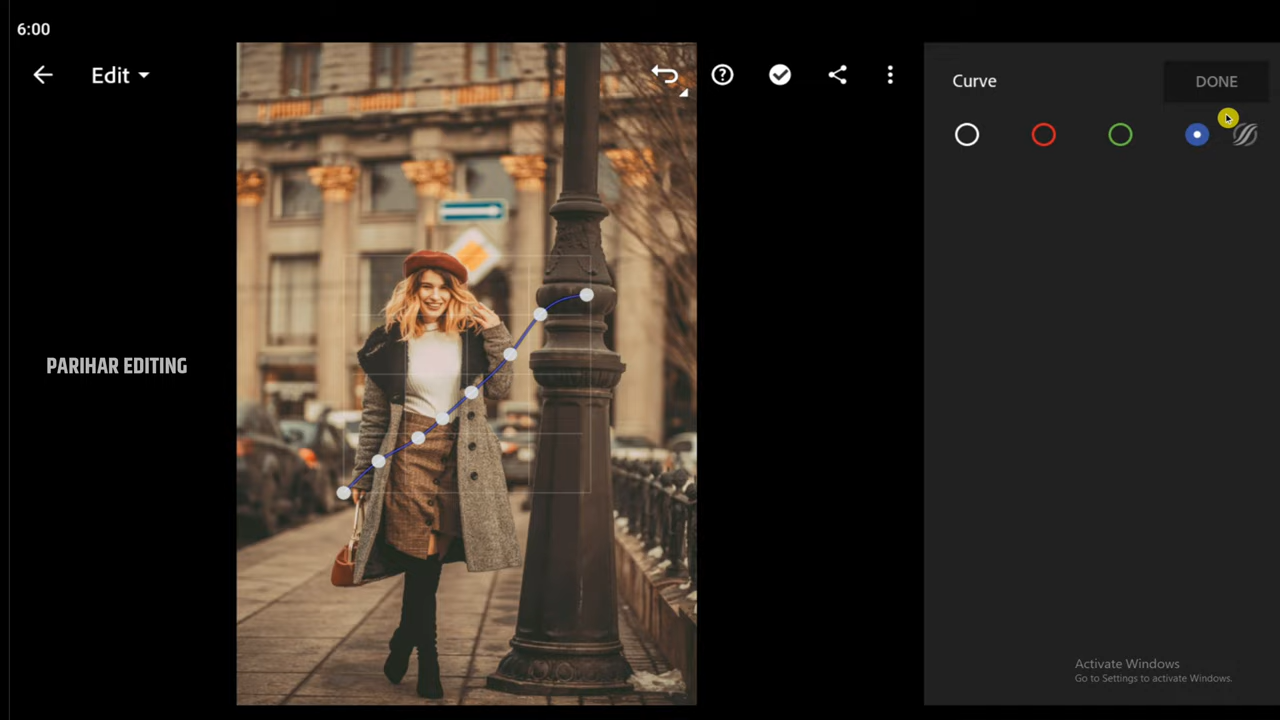 6:00
Edit
Curve
DONE
PARIHAR EDITING
Activate Windows
Go to Settings to activate Windows.